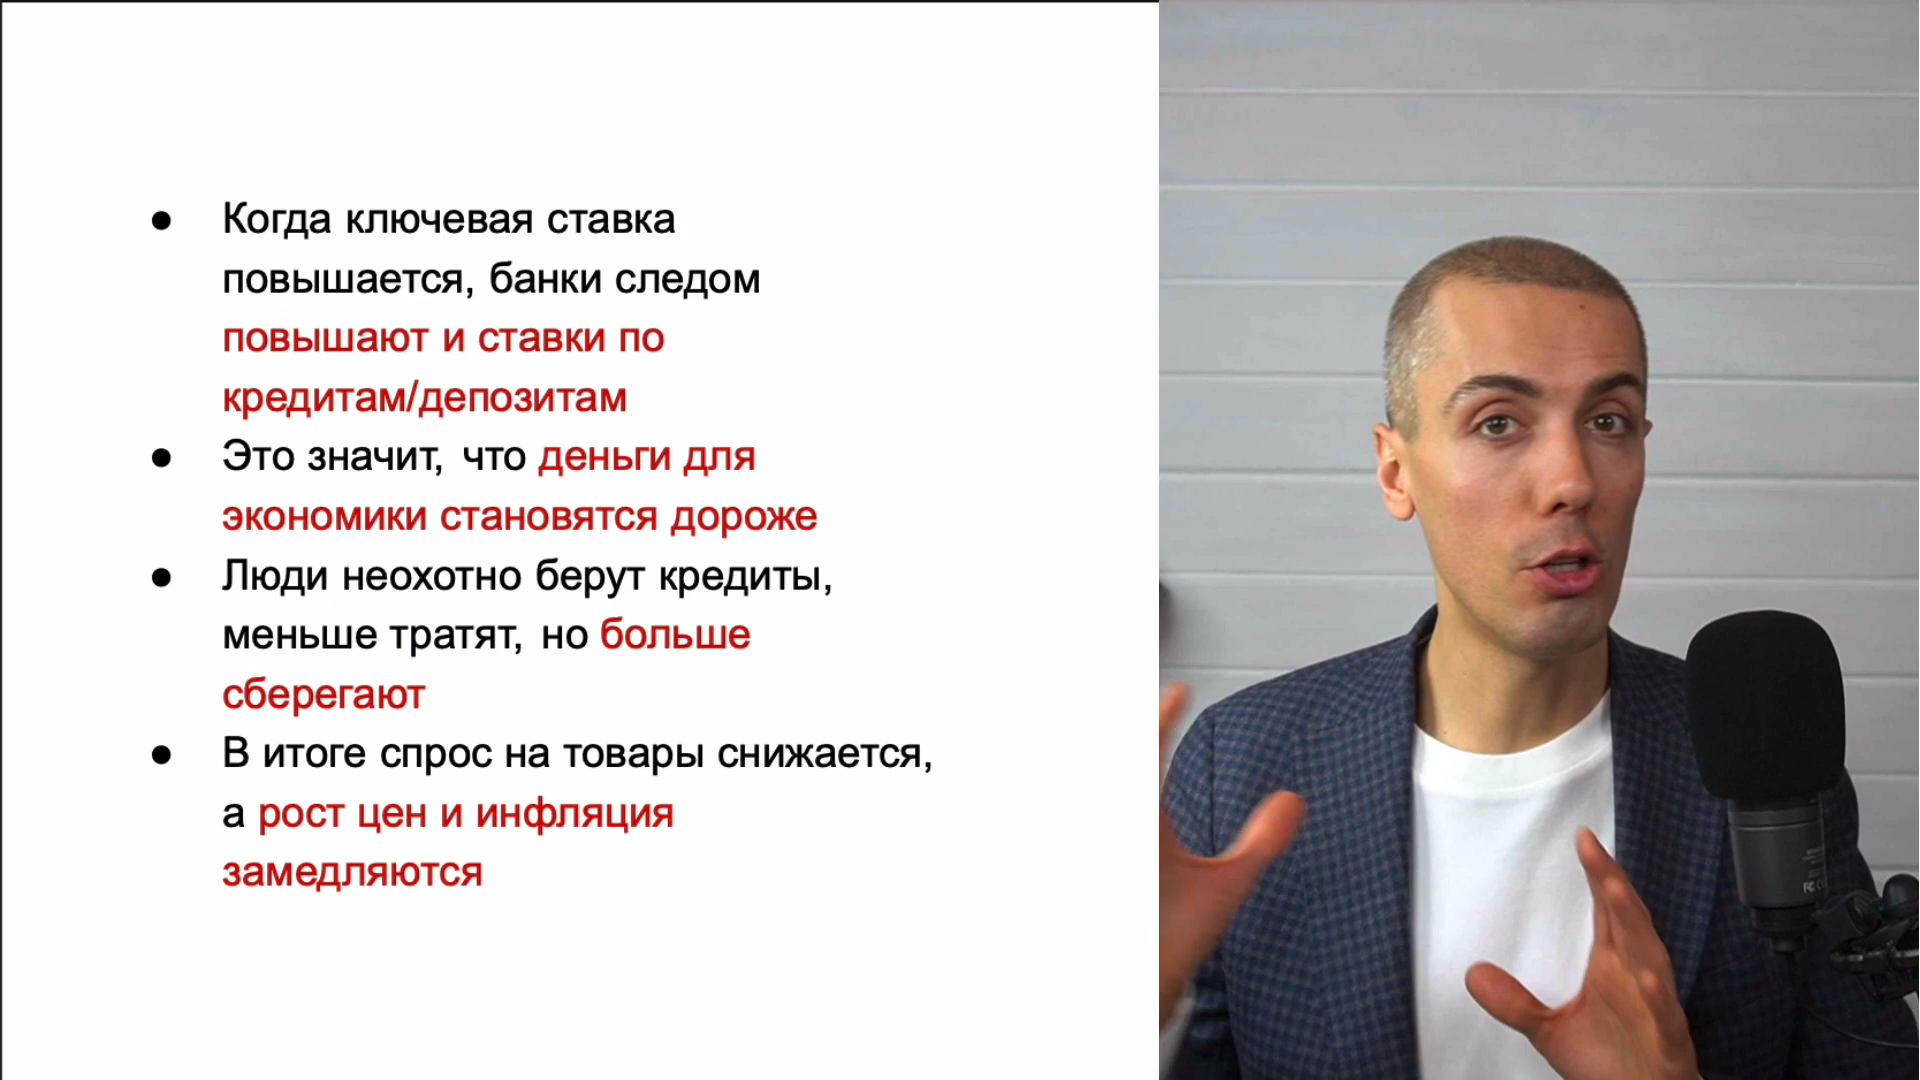 ● Когда ключевая ставка
повышается, банки следом
повышают и ставки по
кредитам/депозитам
● Это значит, что деньги для
экономики становятся дороже
● Люди неохотно берут кредиты,
меньше тратят, но больше
сберегают
● В итоге спрос на товары снижается,
а рост цен и инфляция
замедляются